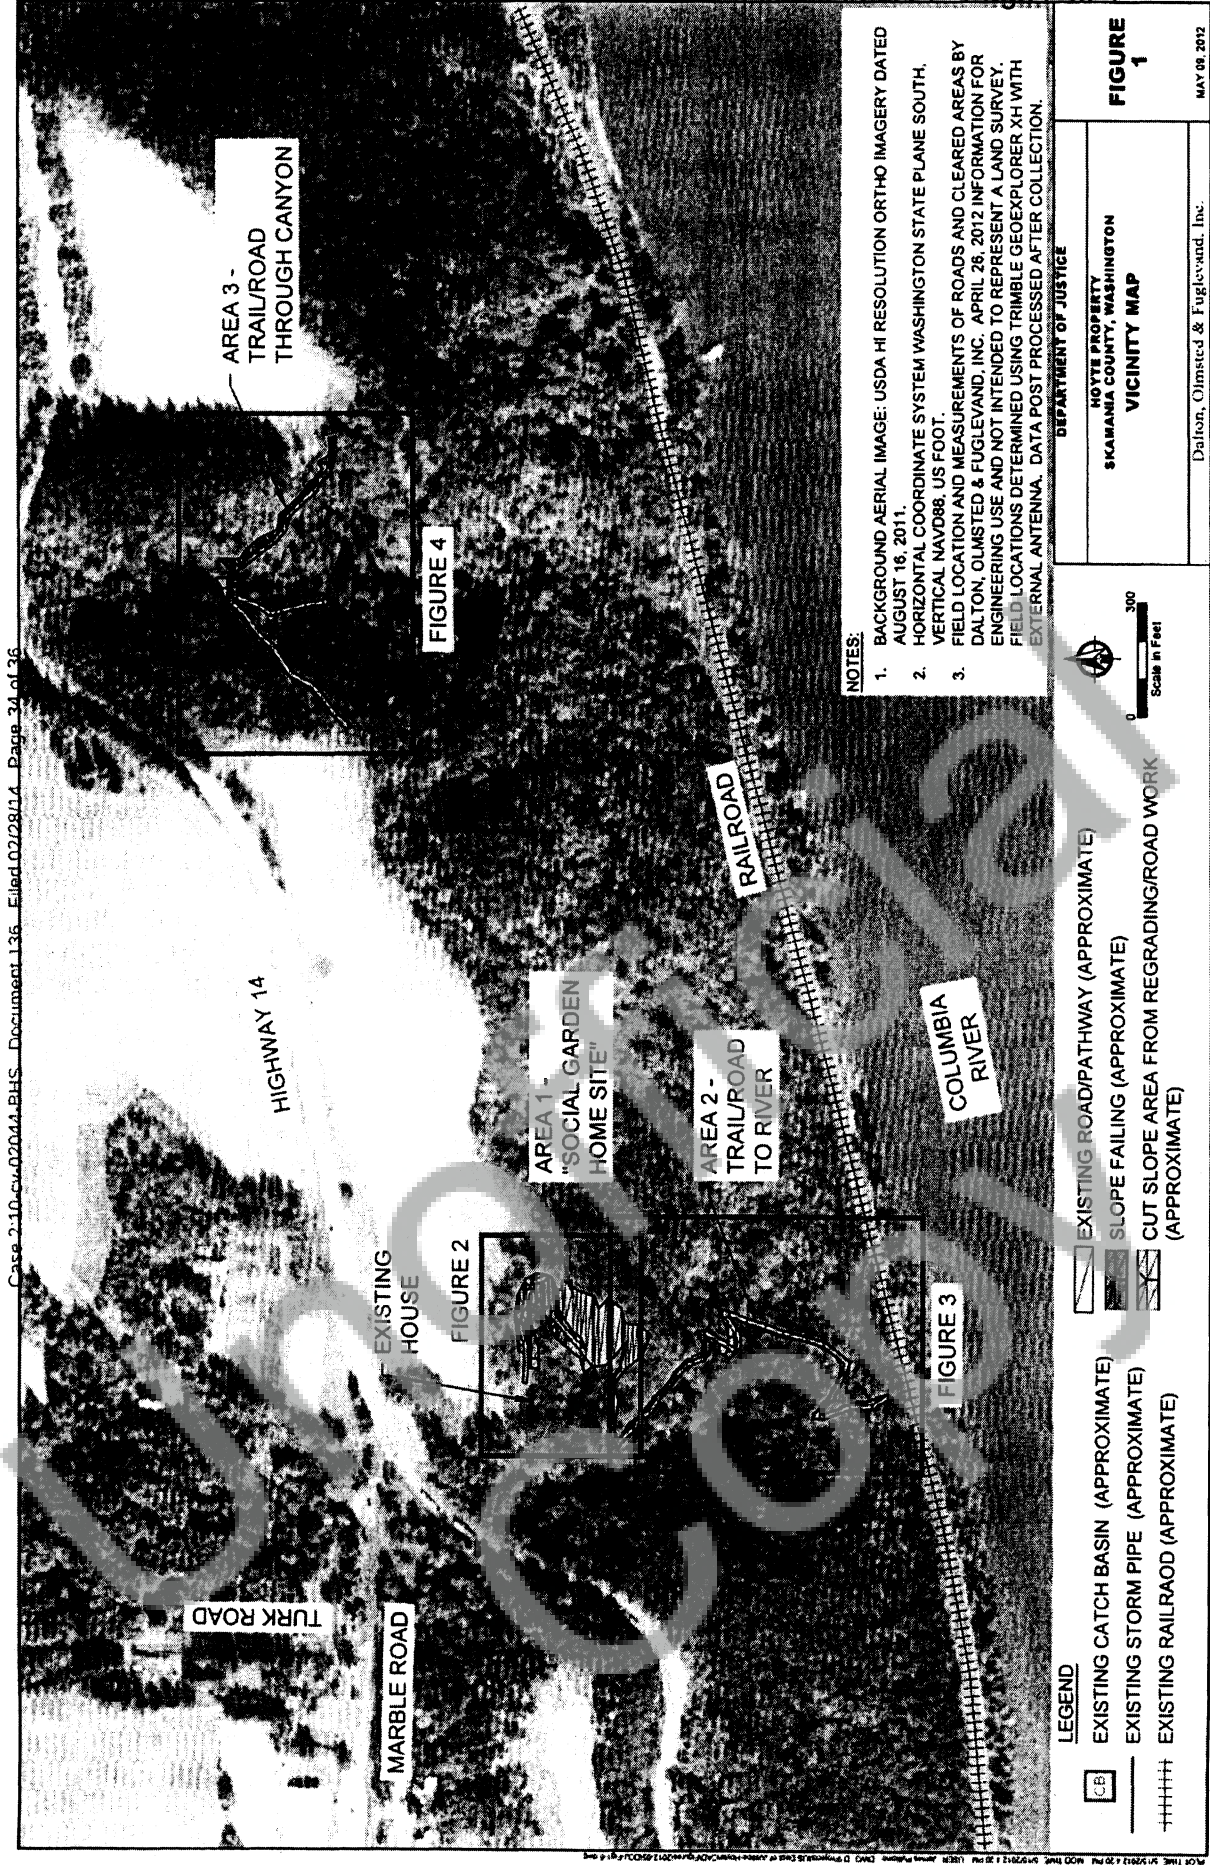 Case 2:10-cv-02044-RHS Document 136 Filed 02/28/14 Page 34 of 36
TURK ROAD
MARBLE ROAD
HIGHWAY 14
EXISTING
HOUSE
FIGURE 2
AREA 1 -
"SOCIAL GARDEN
HOME SITE"
AREA 2 -
TRAIL/ROAD
TO RIVER
FIGURE 3
COLUMBIA
RIVER
RAILROAD
FIGURE 4
AREA 3 -
TRAIL/ROAD
THROUGH CANYON
NOTES:
1. BACKGROUND AERIAL IMAGE: USDA HI RESOLUTION ORTHO IMAGERY DATED
AUGUST 16, 2011.
2. HORIZONTAL COORDINATE SYSTEM WASHINGTON STATE PLANE SOUTH,
VERTICAL NAVD88, US FOOT.
3. FIELD LOCATION AND MEASUREMENTS OF ROADS AND CLEARED AREAS BY
DALTON, OLMSTED & FUGLEVAND, INC, APRIL 26, 2012 INFORMATION FOR
ENGINEERING USE AND NOT INTENDED TO REPRESENT A LAND SURVEY.
FIELD LOCATIONS DETERMINED USING TRIMBLE GEOEXPLORER XH WITH
EXTERNAL ANTENNA. DATA POST PROCESSED AFTER COLLECTION.
LEGEND
CB EXISTING CATCH BASIN (APPROXIMATE)
EXISTING STORM PIPE (APPROXIMATE)
EXISTING RAILRAOD (APPROXIMATE)
EXISTING ROAD/PATHWAY (APPROXIMATE)
SLOPE FAILING (APPROXIMATE)
CUT SLOPE AREA FROM REGRADING/ROAD WORK
(APPROXIMATE)
0 300
Scale in Feet
DEPARTMENT OF JUSTICE
HOYTE PROPERTY
SKAMANIA COUNTY, WASHINGTON
VICINITY MAP
Dalton, Olmsted & Fuglevand, Inc.
FIGURE
1
MAY 09, 2012
Unofficial
Copy